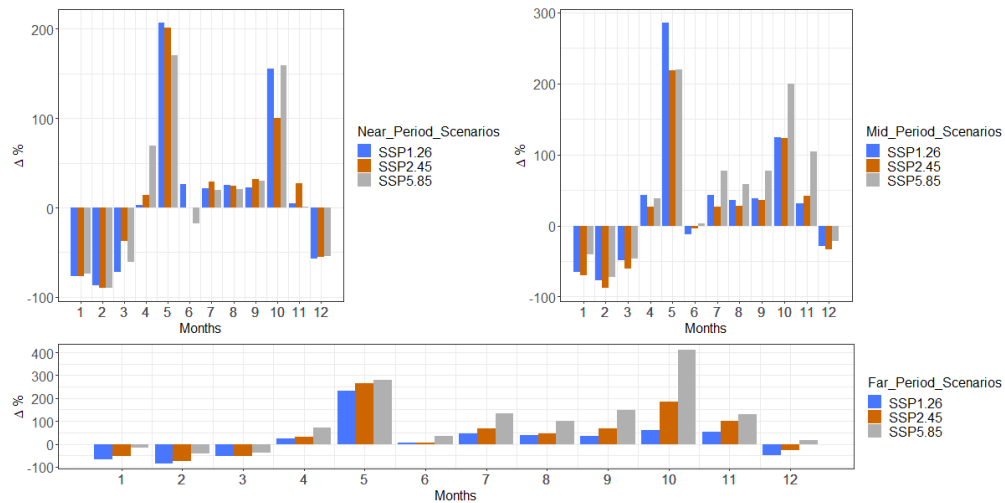 200
100
0
-100
Δ %
1 2 3 4 5 6 7 8 9 10 11 12
Months
Near_Period_Scenarios
SSP1.26
SSP2.45
SSP5.85
300
200
100
0
-100
Δ %
1 2 3 4 5 6 7 8 9 10 11 12
Months
Mid_Period_Scenarios
SSP1.26
SSP2.45
SSP5.85
400
300
200
100
0
-100
Δ %
1 2 3 4 5 6 7 8 9 10 11 12
Months
Far_Period_Scenarios
SSP1.26
SSP2.45
SSP5.85